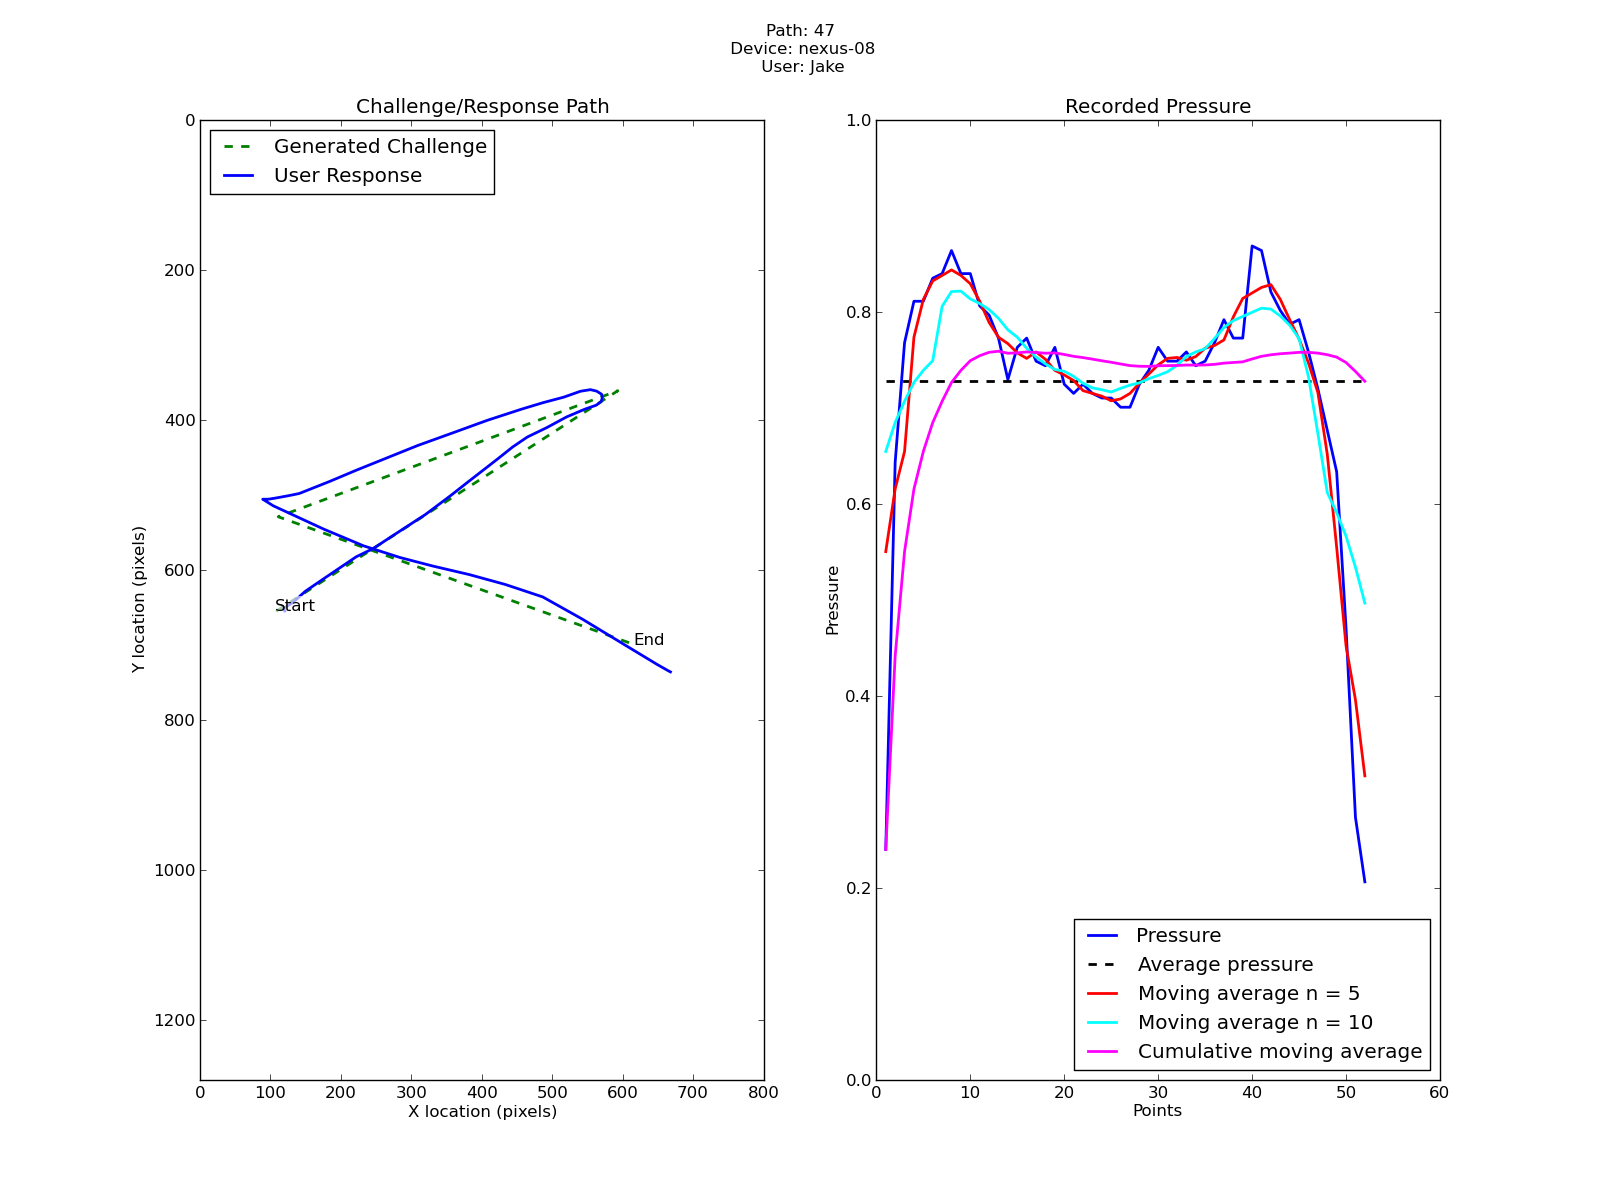 Path: 47
Device: nexus-08
User: Jake
Challenge/Response Path
0
200
400
600
800
1000
1200
Y location (pixels)
Generated Challenge
User Response
Start
End
0 100 200 300 400 500 600 700 800
X location (pixels)
Recorded Pressure
1.0
0.8
0.6
0.4
0.2
0.0
Pressure
Pressure
Average pressure
Moving average n = 5
Moving average n = 10
Cumulative moving average
0 10 20 30 40 50 60
Points